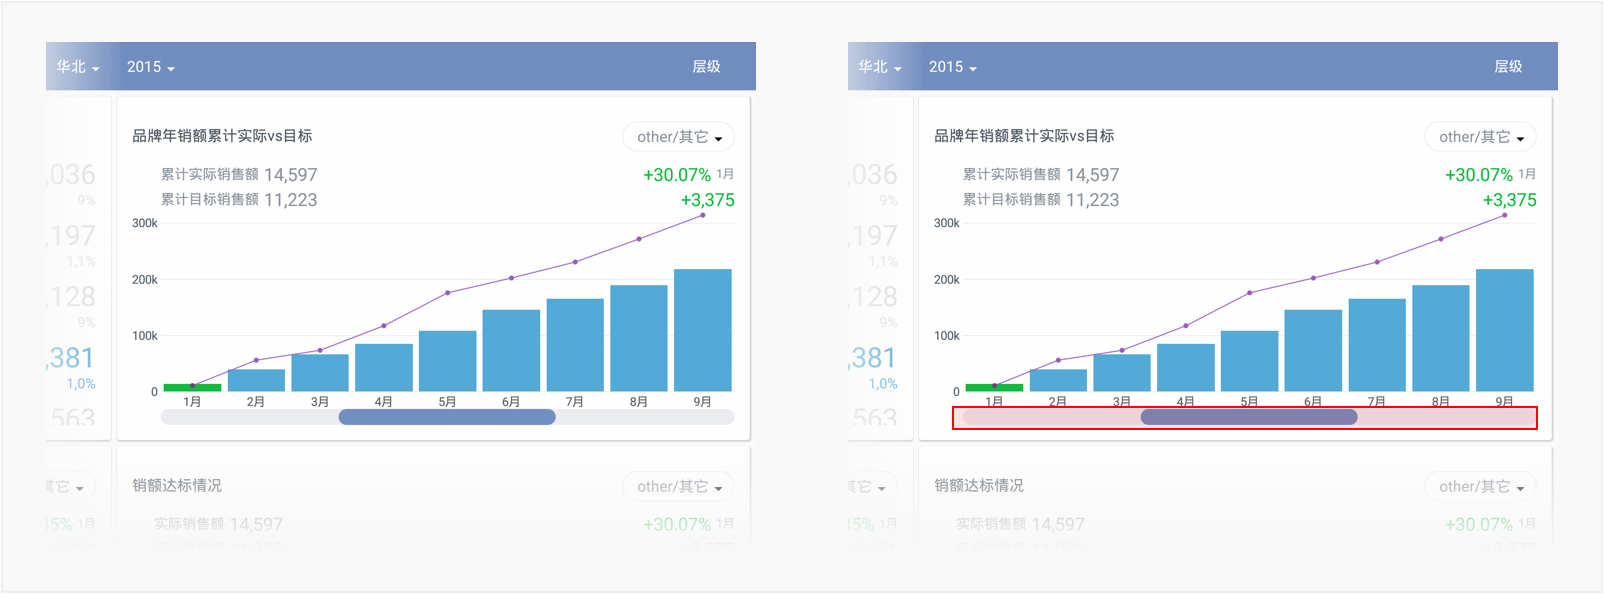 华北 2015 层级
,036
9%
,197
1,1%
,128
9%
,381
1,0%
,563
品牌年销额累计实际vs目标 other/其它
累计实际销售额 14,597 +30.07% 1月
累计目标销售额 11,223 +3,375
300k
200k
100k
0
1月 2月 3月 4月 5月 6月 7月 8月 9月
其它
45% 1月
销额达标情况 other/其它
实际销售额 14,597 +30.07% 1月
华北 2015 层级
,036
9%
,197
1,1%
,128
9%
,381
1,0%
,563
品牌年销额累计实际vs目标 other/其它
累计实际销售额 14,597 +30.07% 1月
累计目标销售额 11,223 +3,375
300k
200k
100k
0
1月 2月 3月 4月 5月 6月 7月 8月 9月
其它
45% 1月
销额达标情况 other/其它
实际销售额 14,597 +30.07% 1月